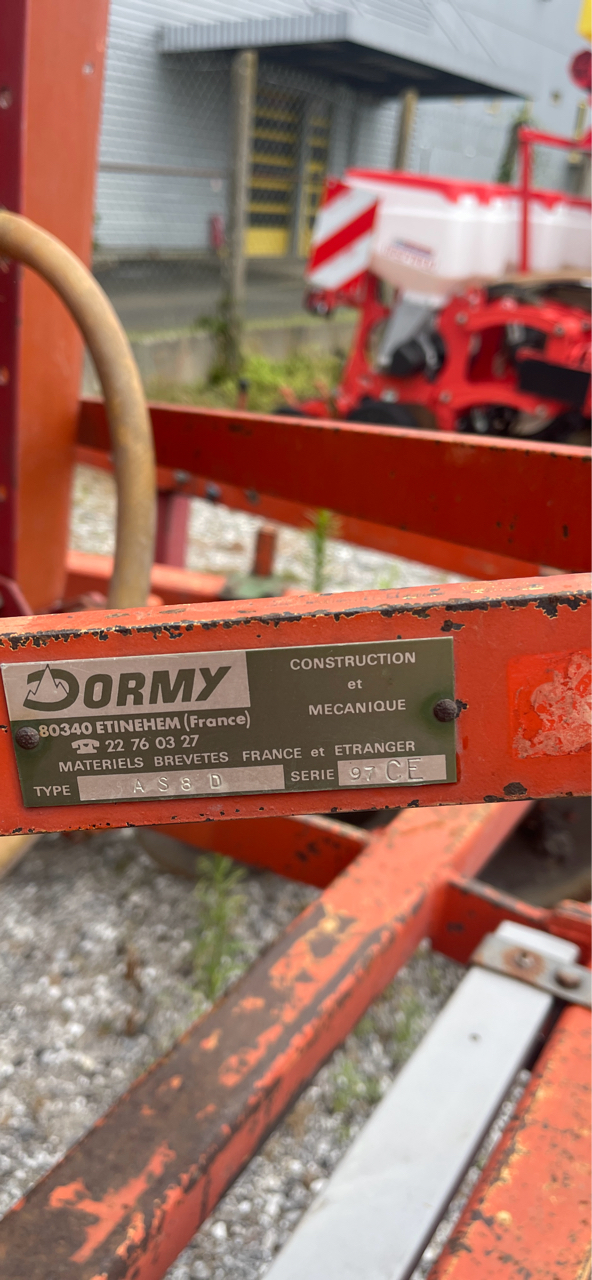 DORMY
80340 ETINEHEM (France)
☎ 22 76 03 27
CONSTRUCTION
et
MECANIQUE
MATERIELS BREVETES FRANCE et ETRANGER
TYPE AS8D SERIE 97 CE